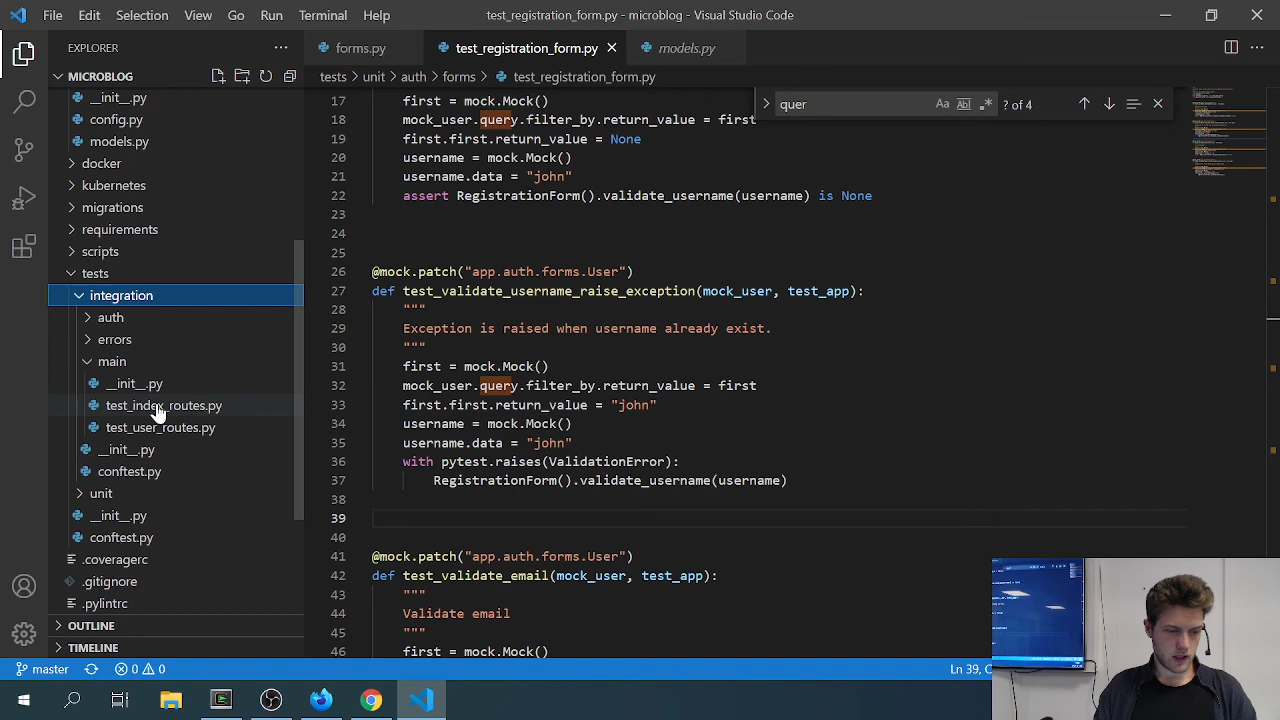 File Edit Selection View Go Run Terminal Help test_registration_form.py - microblog - Visual Studio Code
EXPLORER
MICROBLOG
__init__.py
config.py
models.py
docker
kubernetes
migrations
requirements
scripts
tests
integration
auth
errors
main
__init__.py
test_index_routes.py
test_user_routes.py
__init__.py
conftest.py
unit
__init__.py
conftest.py
.coveragerc
.gitignore
.pylintrc
OUTLINE
TIMELINE
forms.py test_registration_form.py models.py
tests > unit > auth > forms > test_registration_form.py
quer Aa ab .* ? of 4
17 first = mock.Mock()
18 mock_user.query.filter_by.return_value = first
19 first.first.return_value = None
20 username = mock.Mock()
21 username.data = "john"
22 assert RegistrationForm().validate_username(username) is None
23
24
25
26 @mock.patch("app.auth.forms.User")
27 def test_validate_username_raise_exception(mock_user, test_app):
28 """
29 Exception is raised when username already exist.
30 """
31 first = mock.Mock()
32 mock_user.query.filter_by.return_value = first
33 first.first.return_value = "john"
34 username = mock.Mock()
35 username.data = "john"
36 with pytest.raises(ValidationError):
37 RegistrationForm().validate_username(username)
38
39
40
41 @mock.patch("app.auth.forms.User")
42 def test_validate_email(mock_user, test_app):
43 """
44 Validate email
45 """
46 first = mock.Mock()
master 0 0 Ln 39, C